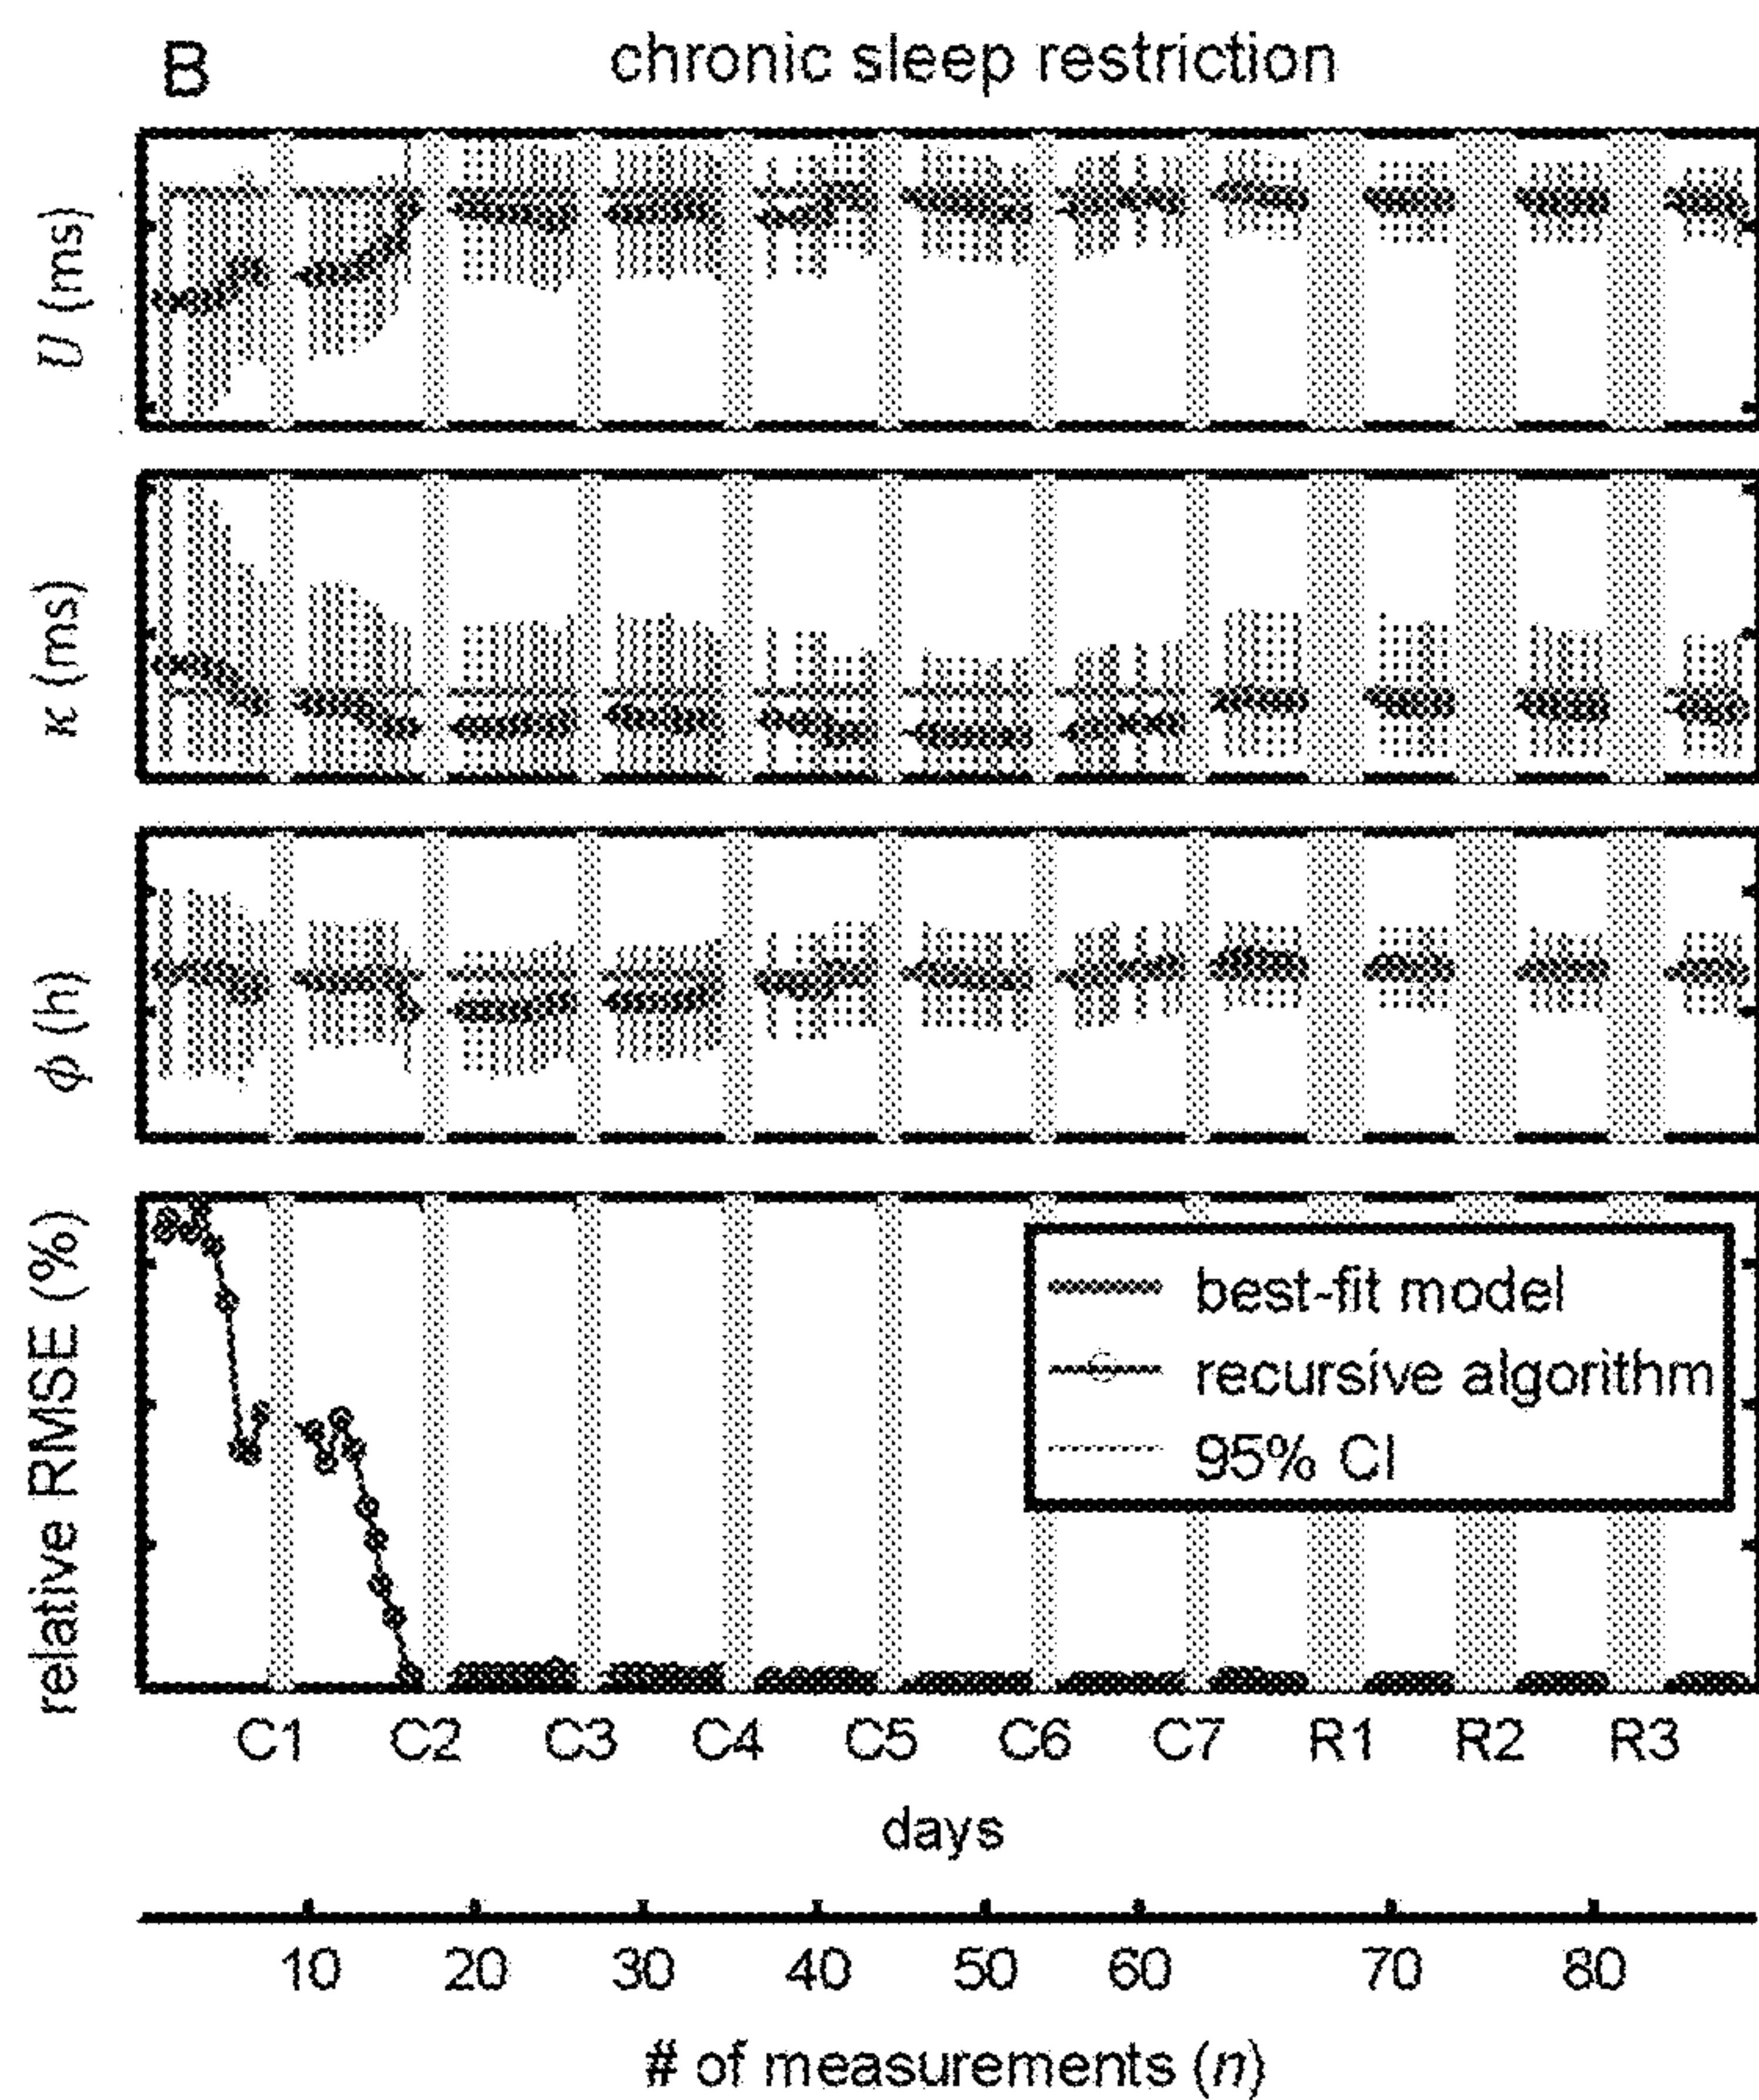 B
chronic sleep restriction
U (ms)
κ (ms)
ϕ (h)
relative RMSE (%)
best-fit model
recursive algorithm
95% CI
C1 C2 C3 C4 C5 C6 C7 R1 R2 R3
days
10 20 30 40 50 60 70 80
# of measurements (n)